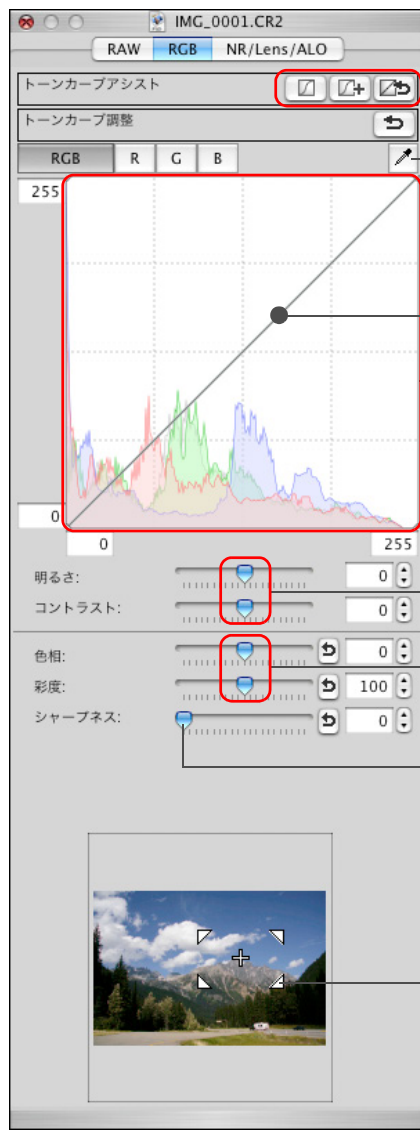 IMG_0001.CR2
RAW RGB NR/Lens/ALO
トーンカーブアシスト
トーンカーブ調整
RGB R G B
255
0
0 255
明るさ: 0
コントラスト: 0
色相: 0
彩度: 100
シャープネス: 0